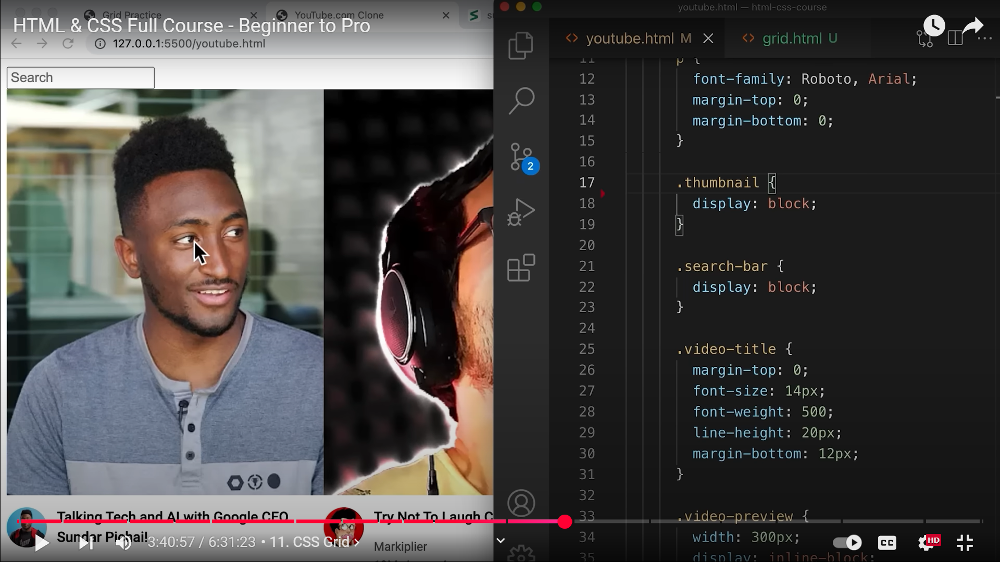 Grid Practice
YouTube.com Clone
HTML & CSS Full Course - Beginner to Pro
127.0.0.1:5500/youtube.html
Search
Talking Tech and AI with Google CEO
Sundar Pichai!
Try Not To Laugh C
Markiplier
3:40:57 / 6:31:23 • 11. CSS Grid
youtube.html — html-css-course
youtube.html M
grid.html U
2
11 p {
12 font-family: Roboto, Arial;
13 margin-top: 0;
14 margin-bottom: 0;
15 }
16
17 .thumbnail {
18 display: block;
19 }
20
21 .search-bar {
22 display: block;
23 }
24
25 .video-title {
26 margin-top: 0;
27 font-size: 14px;
28 font-weight: 500;
29 line-height: 20px;
30 margin-bottom: 12px;
31 }
32
33 .video-preview {
34 width: 300px;
35 display: inline-block;
CC
HD